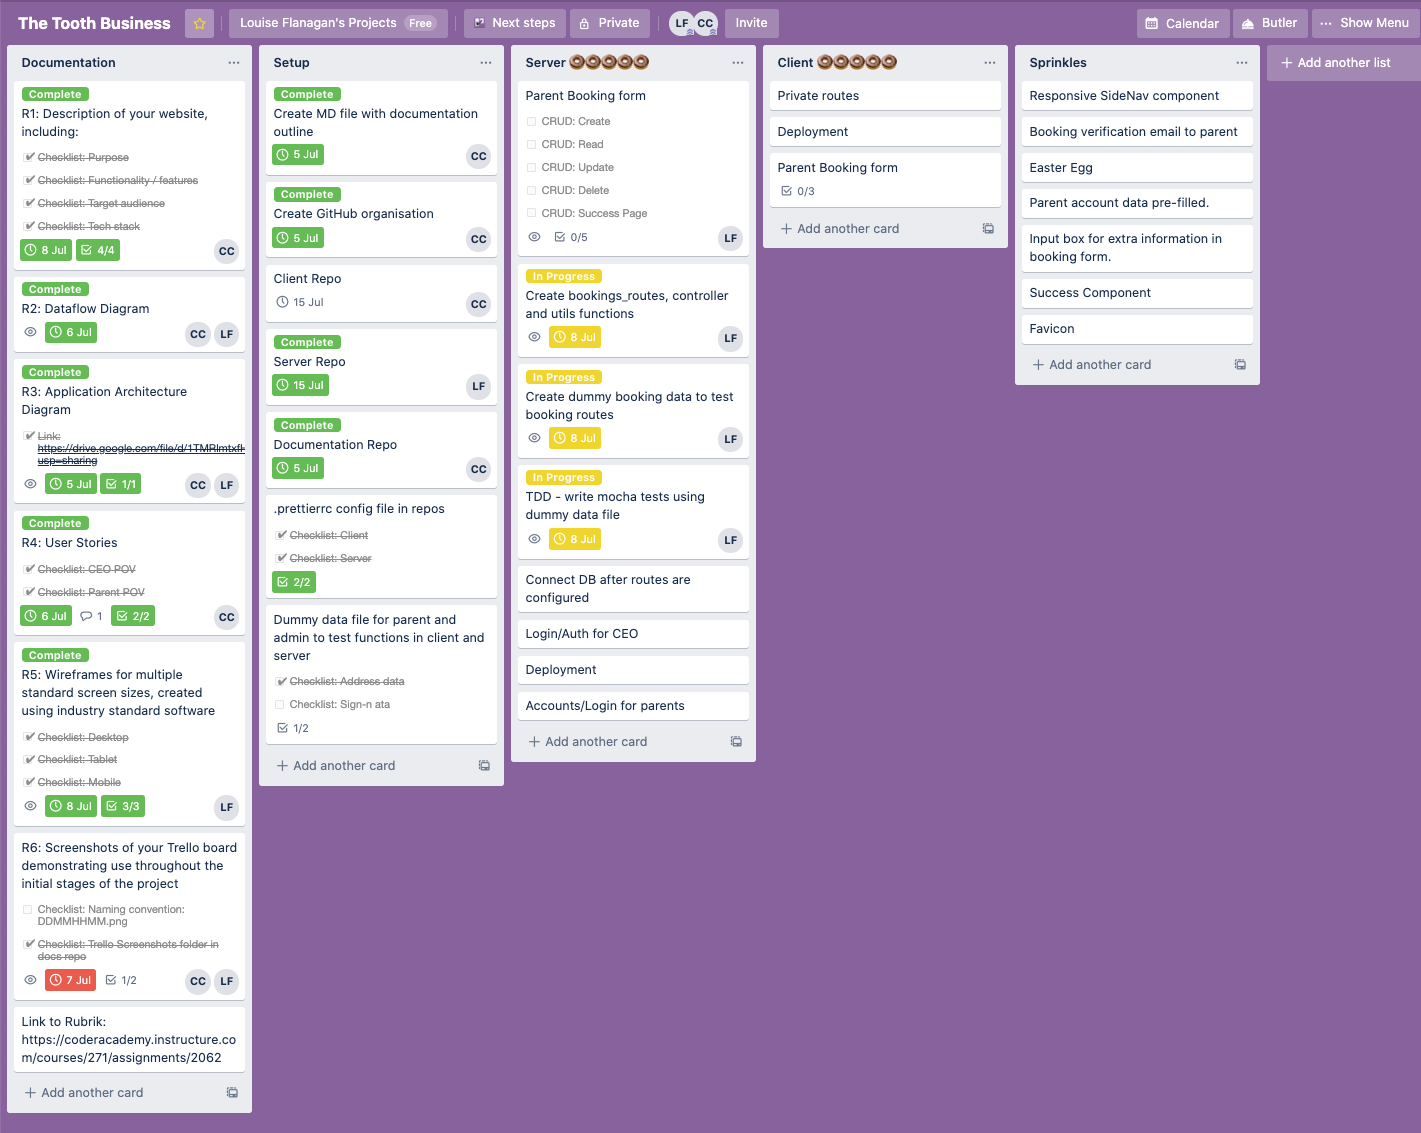 The Tooth Business
Louise Flanagan's Projects Free
Next steps
Private
LF CC
Invite
Calendar
Butler
Show Menu
Documentation
Complete
R1: Description of your website,
including:
Checklist: Purpose
Checklist: Functionality / features
Checklist: Target audience
Checklist: Tech stack
8 Jul 4/4 CC
Complete
R2: Dataflow Diagram
6 Jul CC LF
Complete
R3: Application Architecture
Diagram
Link:
https://drive.google.com/file/d/1TMRImtxfH
usp=sharing
5 Jul 1/1 CC LF
Complete
R4: User Stories
Checklist: CEO POV
Checklist: Parent POV
6 Jul 1 2/2 CC
Complete
R5: Wireframes for multiple
standard screen sizes, created
using industry standard software
Checklist: Desktop
Checklist: Tablet
Checklist: Mobile
8 Jul 3/3 LF
R6: Screenshots of your Trello board
demonstrating use throughout the
initial stages of the project
Checklist: Naming convention:
DDMMHHMM.png
Checklist: Trello Screenshots folder in
docs repo
7 Jul 1/2 CC LF
Link to Rubrik:
https://coderacademy.instructure.co
m/courses/271/assignments/2062
+ Add another card
Setup
Complete
Create MD file with documentation
outline
5 Jul CC
Complete
Create GitHub organisation
5 Jul CC
Client Repo
15 Jul CC
Complete
Server Repo
15 Jul LF
Complete
Documentation Repo
5 Jul CC
.prettierrc config file in repos
Checklist: Client
Checklist: Server
2/2
Dummy data file for parent and
admin to test functions in client and
server
Checklist: Address data
Checklist: Sign-n ata
1/2
+ Add another card
Server 🍩🍩🍩🍩🍩
Parent Booking form
CRUD: Create
CRUD: Read
CRUD: Update
CRUD: Delete
CRUD: Success Page
0/5 LF
In Progress
Create bookings_routes, controller
and utils functions
8 Jul LF
In Progress
Create dummy booking data to test
booking routes
8 Jul LF
In Progress
TDD - write mocha tests using
dummy data file
8 Jul LF
Connect DB after routes are
configured
Login/Auth for CEO
Deployment
Accounts/Login for parents
+ Add another card
Client 🍩🍩🍩🍩🍩
Private routes
Deployment
Parent Booking form
0/3
+ Add another card
Sprinkles
Responsive SideNav component
Booking verification email to parent
Easter Egg
Parent account data pre-filled.
Input box for extra information in
booking form.
Success Component
Favicon
+ Add another card
+ Add another list